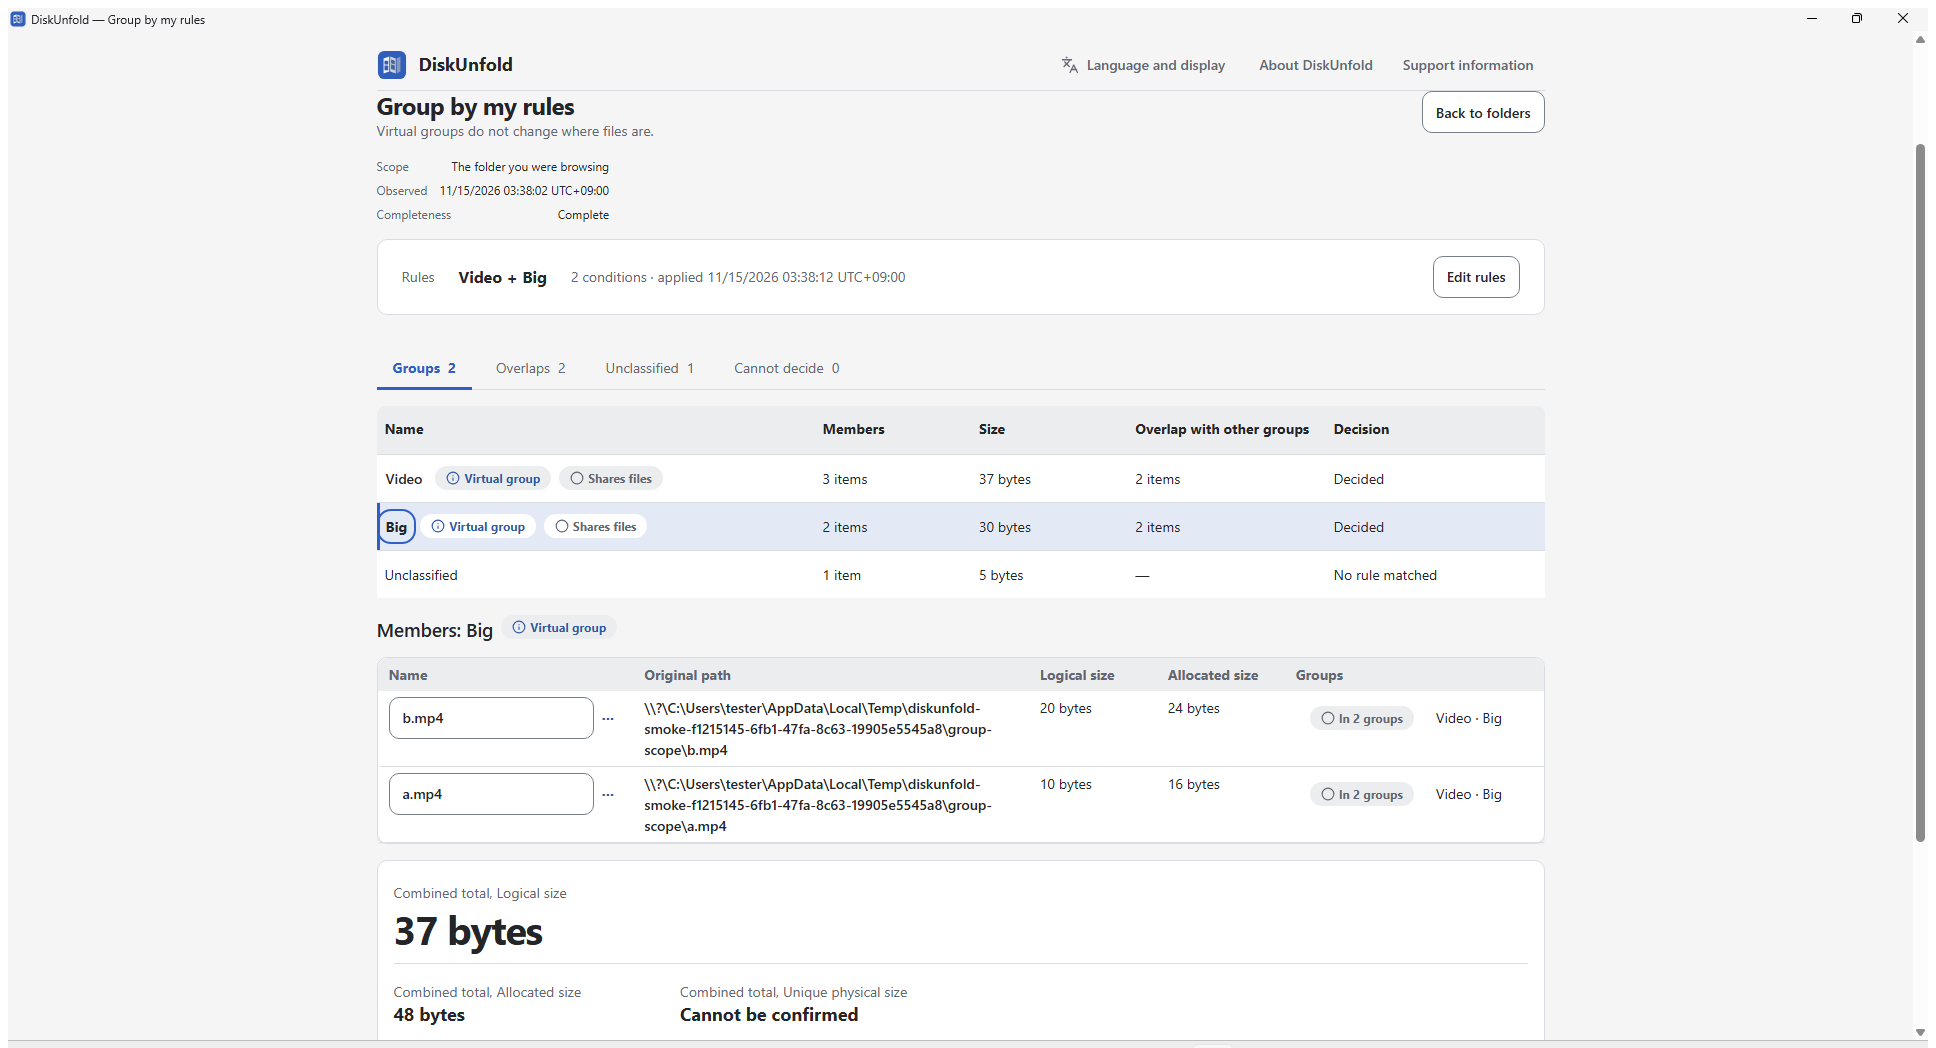 DiskUnfold — Group by my rules
DiskUnfold
Language and display
About DiskUnfold
Support information
Group by my rules
Back to folders
Virtual groups do not change where files are.
Scope The folder you were browsing
Observed 11/15/2026 03:38:02 UTC+09:00
Completeness Complete
Rules Video + Big 2 conditions · applied 11/15/2026 03:38:12 UTC+09:00 Edit rules
Groups 2 Overlaps 2 Unclassified 1 Cannot decide 0
Name Members Size Overlap with other groups Decision
Video Virtual group Shares files 3 items 37 bytes 2 items Decided
Big Virtual group Shares files 2 items 30 bytes 2 items Decided
Unclassified 1 item 5 bytes — No rule matched
Members: Big Virtual group
Name Original path Logical size Allocated size Groups
b.mp4 ...
\\?\C:\Users\tester\AppData\Local\Temp\diskunfold-
smoke-f1215145-6fb1-47fa-8c63-19905e5545a8\group-
scope\b.mp4
20 bytes 24 bytes In 2 groups Video · Big
a.mp4 ...
\\?\C:\Users\tester\AppData\Local\Temp\diskunfold-
smoke-f1215145-6fb1-47fa-8c63-19905e5545a8\group-
scope\a.mp4
10 bytes 16 bytes In 2 groups Video · Big
Combined total, Logical size
37 bytes
Combined total, Allocated size
48 bytes
Combined total, Unique physical size
Cannot be confirmed